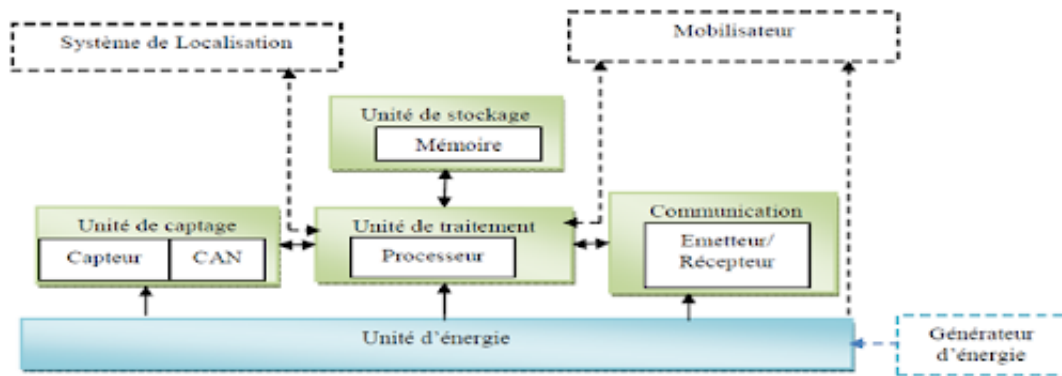 Système de Localisation
Mobilisateur
Unité de stockage
Mémoire
Unité de captage
Capteur
CAN
Unité de traitement
Processeur
Communication
Emetteur/
Récepteur
Unité d'énergie
Générateur
d'énergie